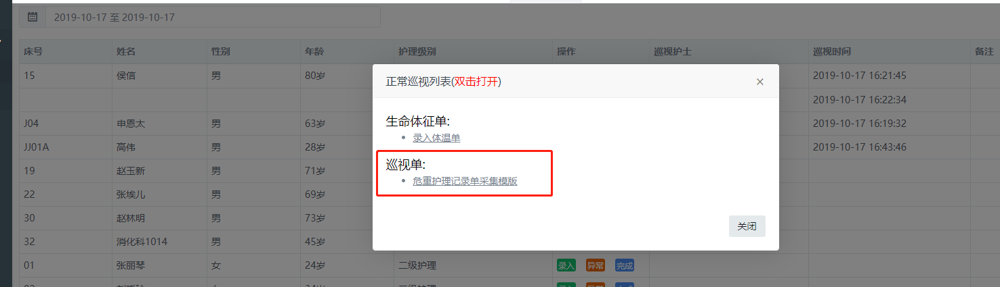 2019-10-17 至 2019-10-17
床号 姓名 性别 年龄 护理级别 操作 巡视护士 巡视时间 备注
15 侯信 男 80岁 2019-10-17 16:21:45
2019-10-17 16:22:34
J04 申恩太 男 63岁 2019-10-17 16:19:32
JJ01A 高伟 男 28岁 2019-10-17 16:43:46
19 赵玉新 男 71岁
22 张埃儿 男 69岁
30 赵林明 男 73岁
32 消化科1014 男 45岁
01 张丽琴 女 24岁 二级护理 录入 异常 完成
正常巡视列表(双击打开) ×
生命体征单:
• 录入体温单
巡视单:
• 危重护理记录单采集模版
关闭